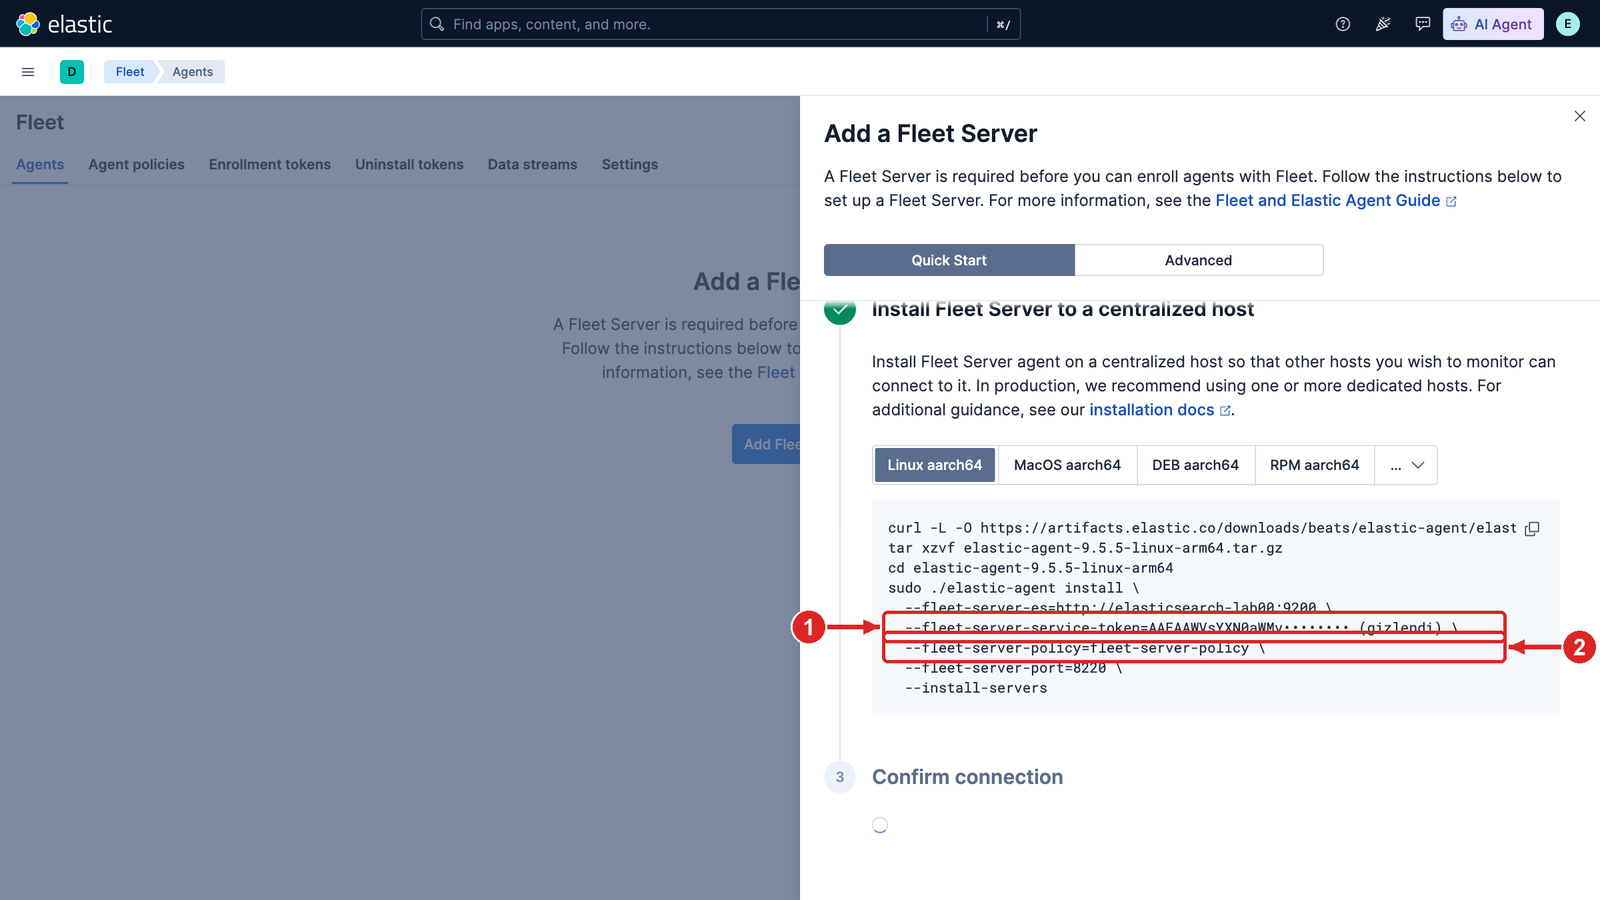 elastic
Find apps, content, and more.
⌘/
AI Agent
E
D
Fleet
Agents
Fleet
Agents
Agent policies
Enrollment tokens
Uninstall tokens
Data streams
Settings
Add a Fle
A Fleet Server is required before
Follow the instructions below to
information, see the Fleet
Add Flee
Add a Fleet Server
A Fleet Server is required before you can enroll agents with Fleet. Follow the instructions below to
set up a Fleet Server. For more information, see the Fleet and Elastic Agent Guide
Quick Start
Advanced
Install Fleet Server to a centralized host
Install Fleet Server agent on a centralized host so that other hosts you wish to monitor can
connect to it. In production, we recommend using one or more dedicated hosts. For
additional guidance, see our installation docs.
Linux aarch64
MacOS aarch64
DEB aarch64
RPM aarch64
...
curl -L -O https://artifacts.elastic.co/downloads/beats/elastic-agent/elast
tar xzvf elastic-agent-9.5.5-linux-arm64.tar.gz
cd elastic-agent-9.5.5-linux-arm64
sudo ./elastic-agent install \
--fleet-server-es=http://elasticsearch-lab00:9200 \
1
--fleet-server-service-token=AAEAAWVsYXN0aWMv•••••••• (gizlendi) \
--fleet-server-policy=fleet-server-policy \
2
--fleet-server-port=8220 \
--install-servers
3
Confirm connection